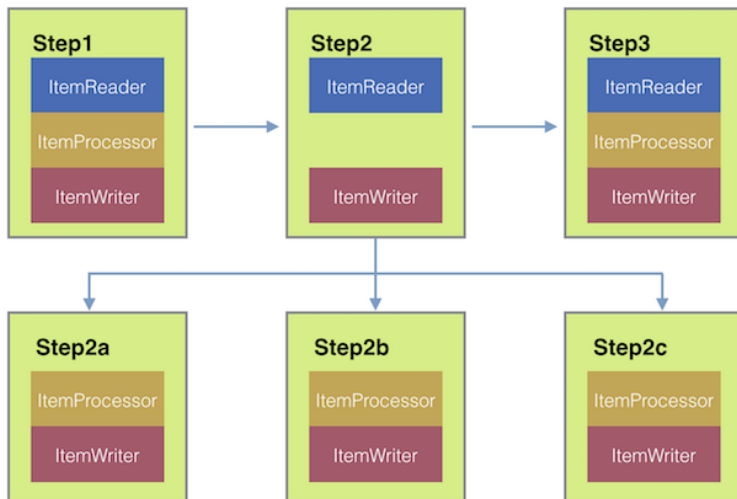 Step1
ItemReader
ItemProcessor
ItemWriter
Step2
ItemReader
ItemWriter
Step3
ItemReader
ItemProcessor
ItemWriter
Step2a
ItemProcessor
ItemWriter
Step2b
ItemProcessor
ItemWriter
Step2c
ItemProcessor
ItemWriter